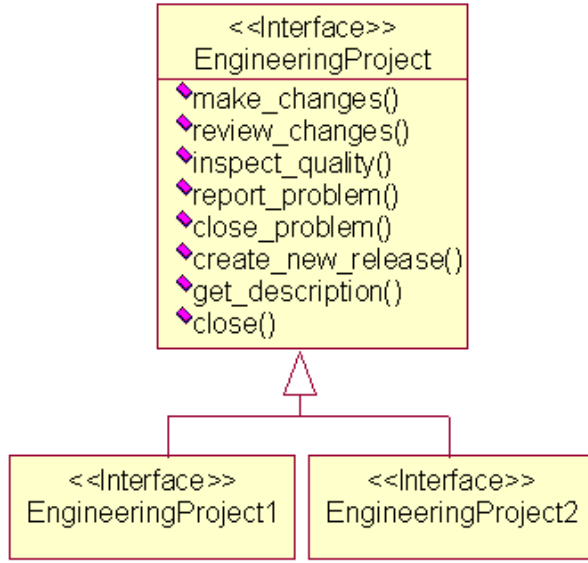 <<Interface>>
EngineeringProject
make_changes()
review_changes()
inspect_quality()
report_problem()
close_problem()
create_new_release()
get_description()
close()
<<Interface>>
EngineeringProject1
<<Interface>>
EngineeringProject2